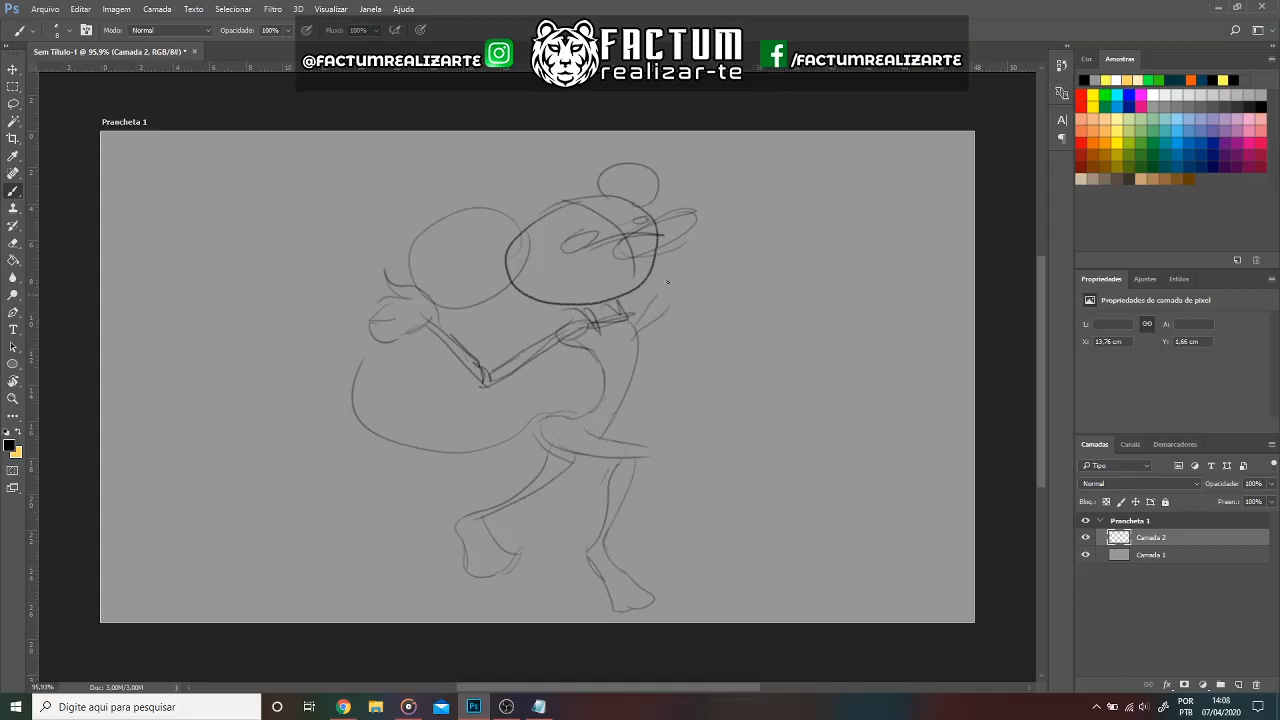 Ps Arquivo Editar Imagem Camada Texto Selecionar Filtro 3D Visualizar Janela Ajuda
8 Modo: Normal Opacidade: 100% Fluxo: 100%
@FACTUMREALIZARTE FACTUM realizar-te /FACTUMREALIZARTE
Sem Título-1 @ 95,9% (Camada 2, RGB/8#) * ×
Prancheta 1
Cor Amostras
Propriedades Ajustes Estilos
Propriedades de camada de pixel
X: 13,76 cm Y: 1,66 cm
Camadas Canais Demarcadores
Tipo
Normal Opacidade: 100%
Bloq.: Preen.: 100%
Prancheta 1
Camada 2
Camada 1
95,93% Doc: 3,00M/3,00M
Digite aqui para pesquisar
POR 14:08
PTB 07/04/2020